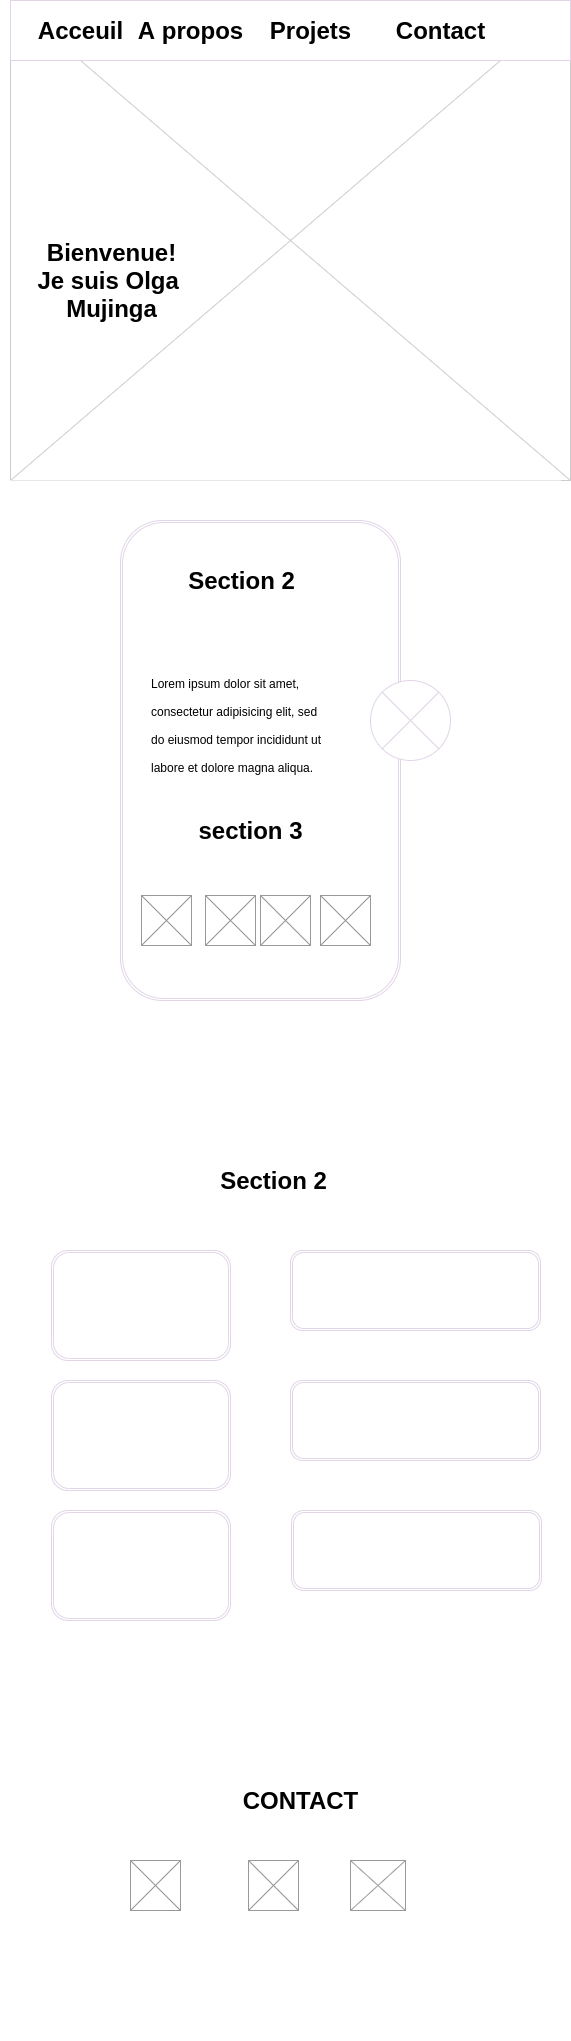 Acceuil A propos Projets Contact
Bienvenue!
Je suis Olga
Mujinga
Section 2
Lorem ipsum dolor sit amet,
consectetur adipisicing elit, sed
do eiusmod tempor incididunt ut
labore et dolore magna aliqua.
section 3
Section 2
CONTACT